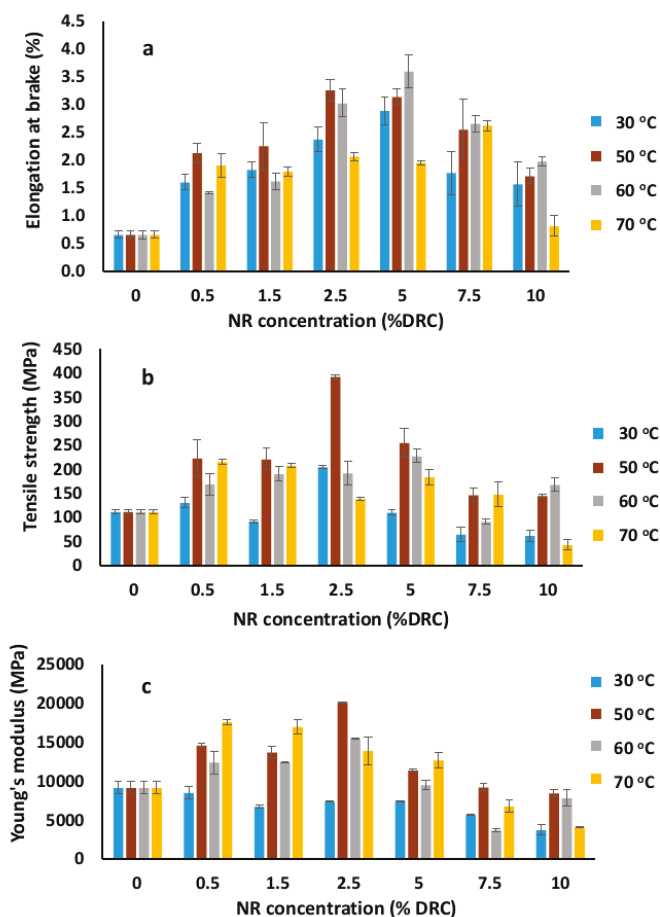 a
Elongation at brake (%)
4.5
4.0
3.5
3.0
2.5
2.0
1.5
1.0
0.5
0.0
0 0.5 1.5 2.5 5 7.5 10
NR concentration (%DRC)
30 °C
50 °C
60 °C
70 °C
b
Tensile strength (MPa)
450
400
350
300
250
200
150
100
50
0
0 0.5 1.5 2.5 5 7.5 10
NR concentration (%DRC)
30 °C
50 °C
60 °C
70 °C
c
Young's modulus (MPa)
25000
20000
15000
10000
5000
0
0 0.5 1.5 2.5 5 7.5 10
NR concentration (% DRC)
30 °C
50 °C
60 °C
70 °C